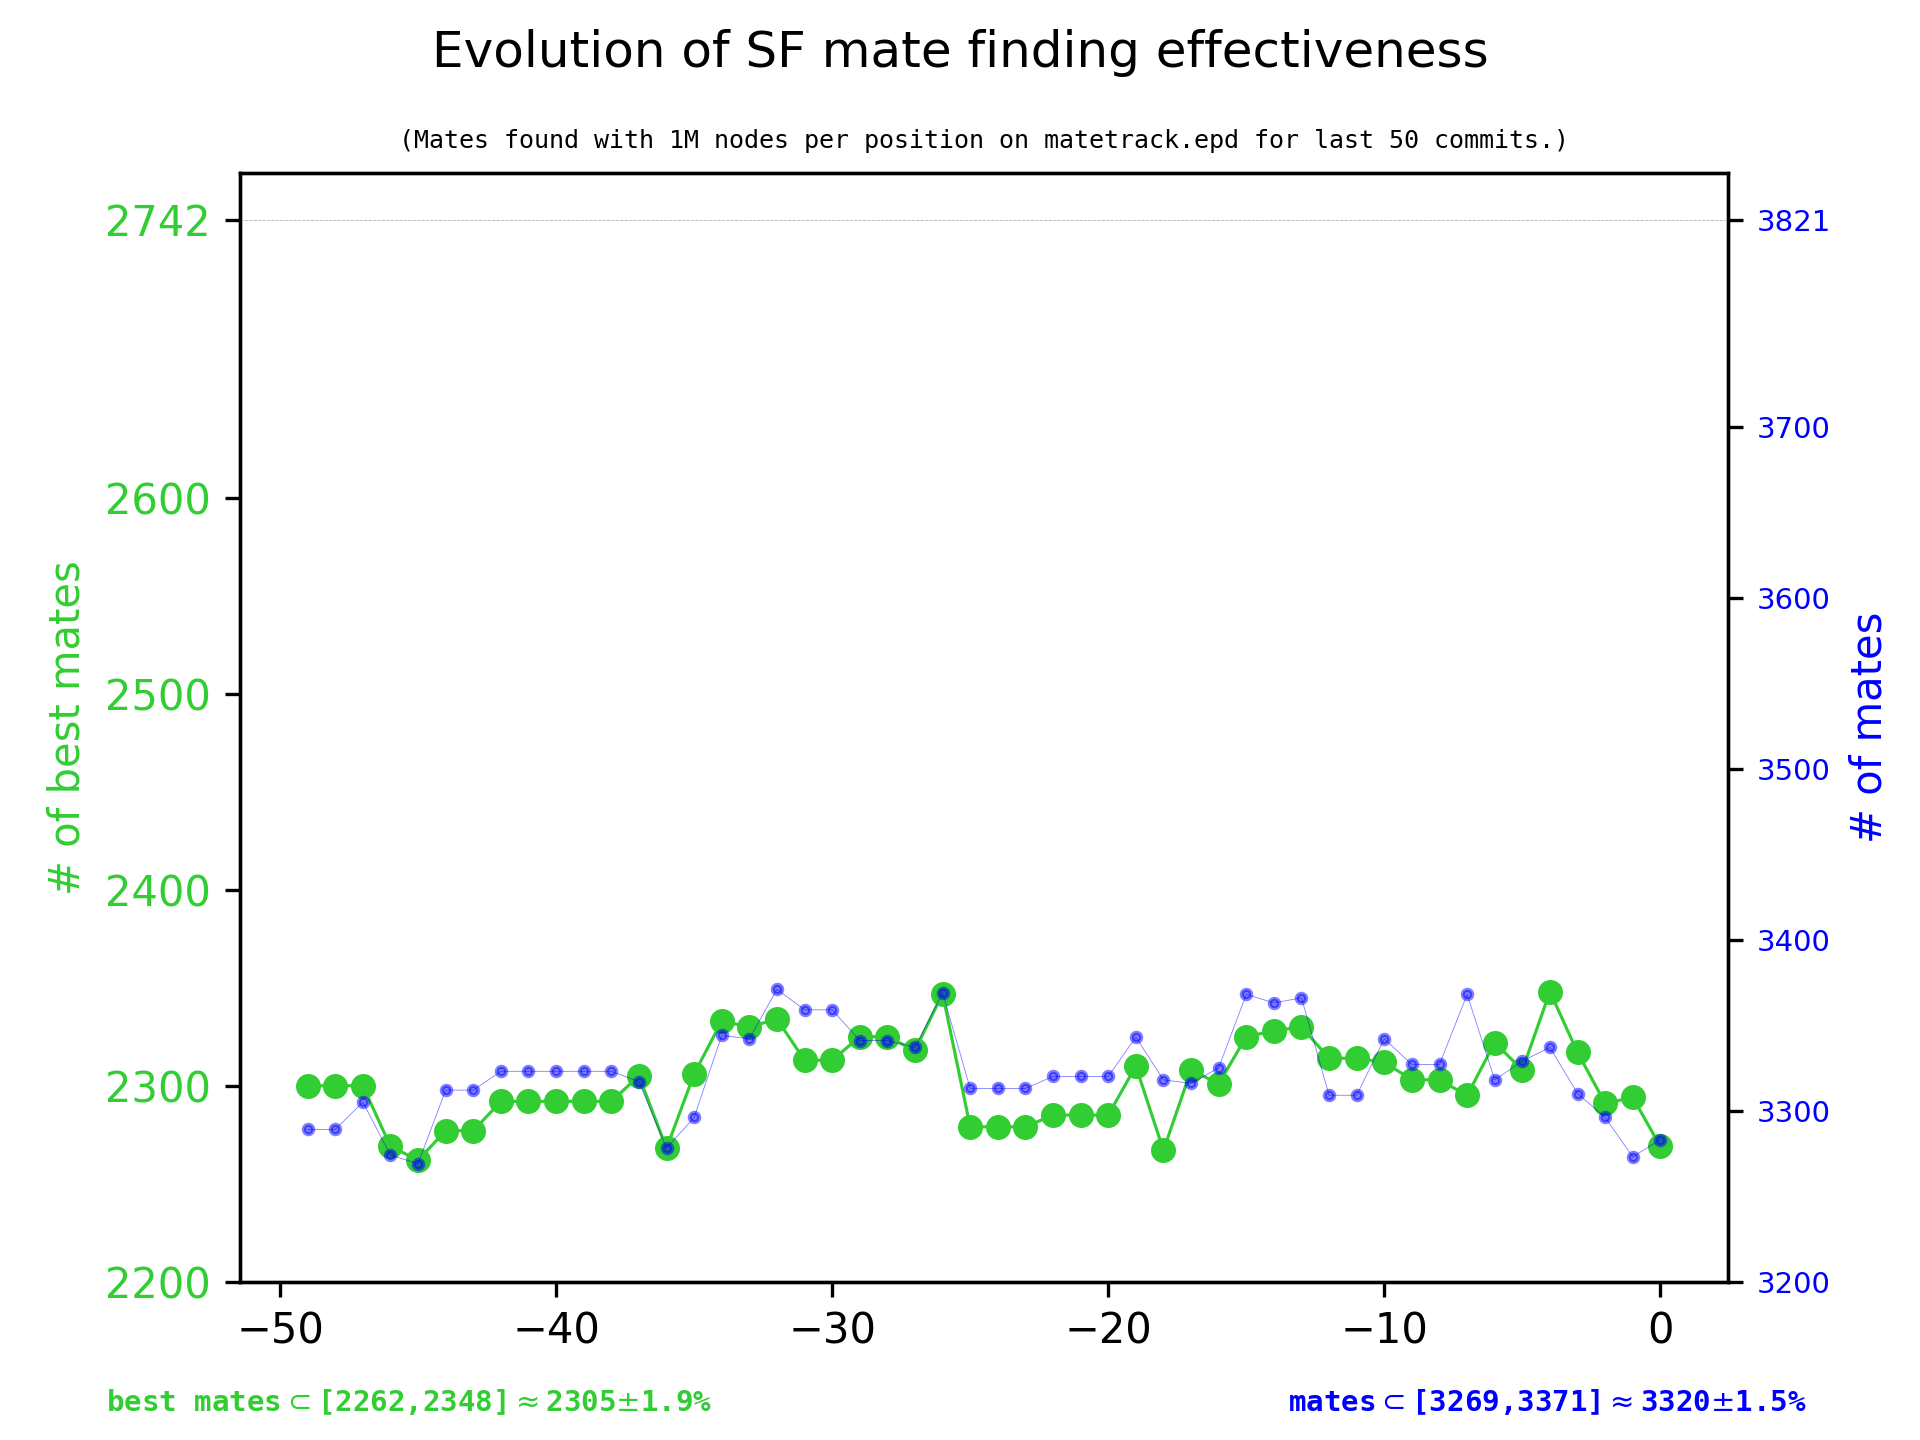 Evolution of SF mate finding effectiveness
(Mates found with 1M nodes per position on matetrack.epd for last 50 commits.)
# of best mates
2742
2600
2500
2400
2300
2200
3821
3700
3600
3500
3400
3300
3200
# of mates
−50 −40 −30 −20 −10 0
best mates ⊂ [2262,2348] ≈ 2305±1.9%
mates ⊂ [3269,3371] ≈ 3320±1.5%